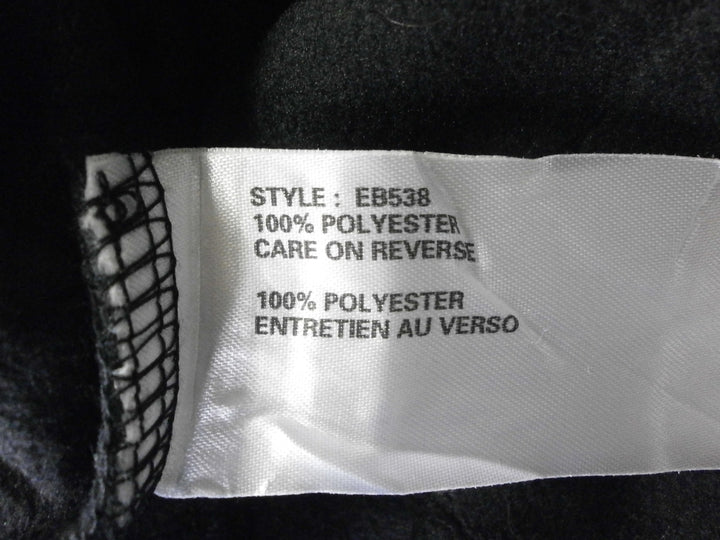 STYLE : EB538
100% POLYESTER
CARE ON REVERSE
100% POLYESTER
ENTRETIEN AU VERSO